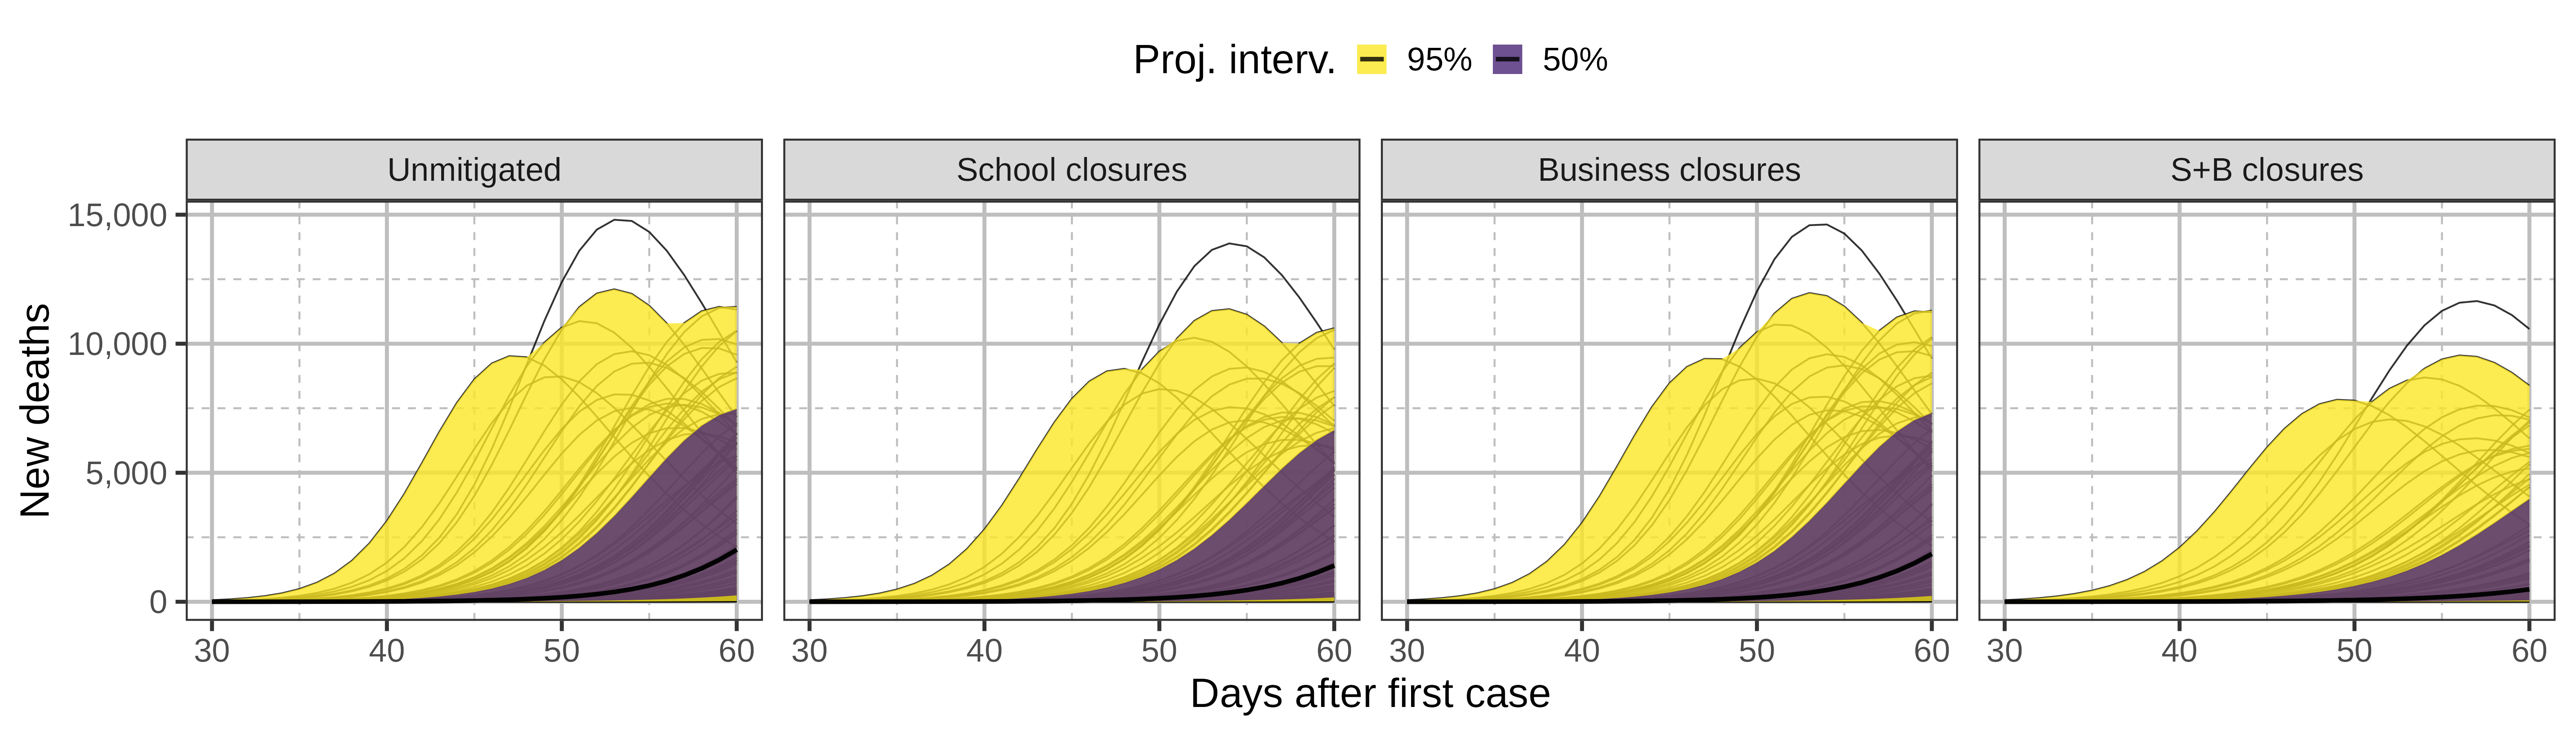 Proj. interv. 95% 50%
Unmitigated School closures Business closures S+B closures
New deaths
15,000
10,000
5,000
0
30 40 50 60 30 40 50 60 30 40 50 60 30 40 50 60
Days after first case